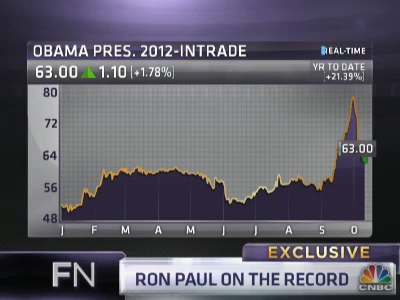 OBAMA PRES. 2012-INTRADE
REAL-TIME
63.00 1.10 [+1.78%]
YR TO DATE
[+21.39%]
80
72
64
56
48
63.00
J F M A M J J A S O
EXCLUSIVE
FN
RON PAUL ON THE RECORD
CNBC